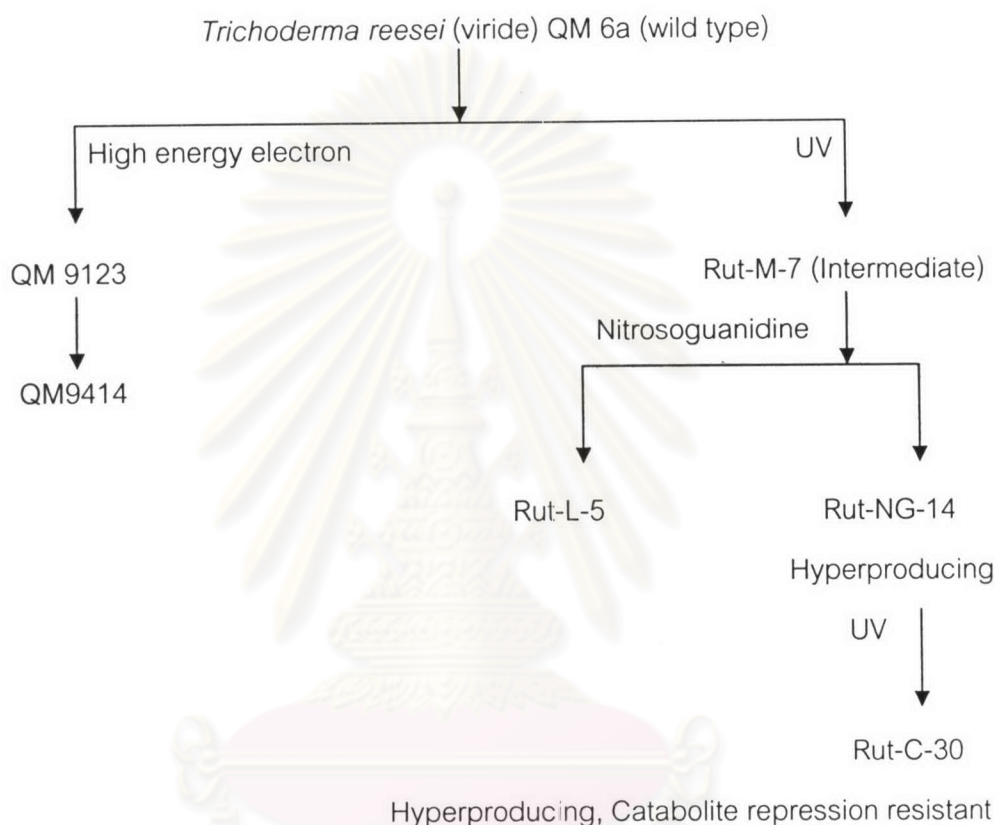 Trichoderma reesei (viride) QM 6a (wild type)
High energy electron
UV
QM 9123
Rut-M-7 (Intermediate)
Nitrosoguanidine
QM9414
Rut-L-5
Rut-NG-14
Hyperproducing
UV
Rut-C-30
Hyperproducing, Catabolite repression resistant